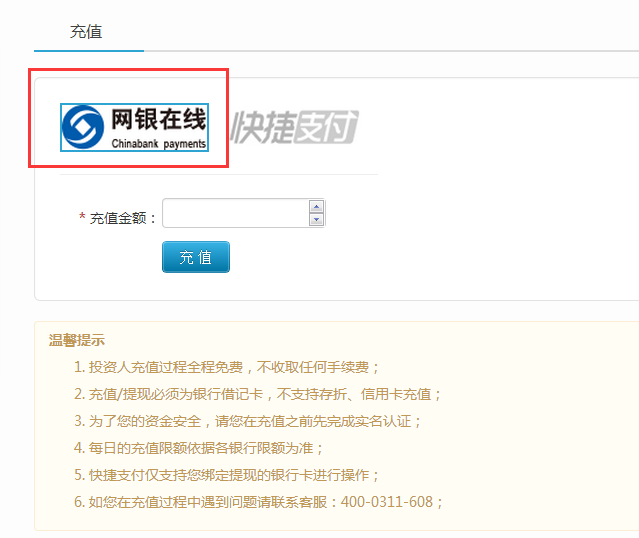 充值
网银在线
Chinabank payments
快捷支付
* 充值金额：
充 值
温馨提示
1. 投资人充值过程全程免费，不收取任何手续费；
2. 充值/提现必须为银行借记卡，不支持存折、信用卡充值；
3. 为了您的资金安全，请您在充值之前先完成实名认证；
4. 每日的充值限额依据各银行限额为准；
5. 快捷支付仅支持您绑定提现的银行卡进行操作；
6. 如您在充值过程中遇到问题请联系客服：400-0311-608；